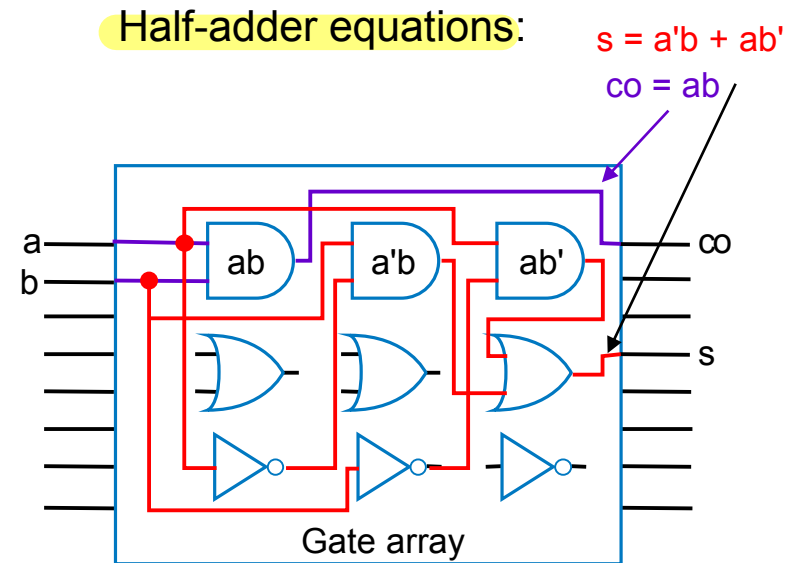 Half-adder equations:
s = a'b + ab'
co = ab
a
b
ab
a'b
ab'
co
s
Gate array